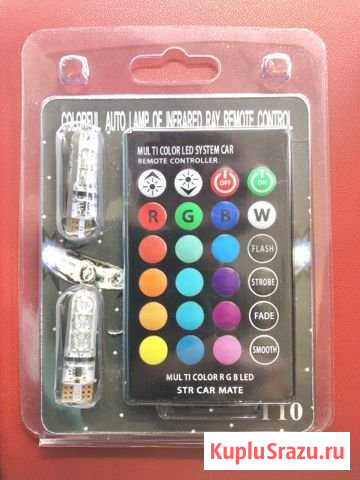 COLORFUL AUTO LAMP OF INFRARED RAY REMOTE CONTROL
MULTI COLOR LED SYSTEM CAR
REMOTE CONTROLLER
OFF ON
R G B W
FLASH
STROBE
FADE
SMOOTH
MULTI COLOR R G B LED
STR CAR MATE
T10
KupluSrazu.ru